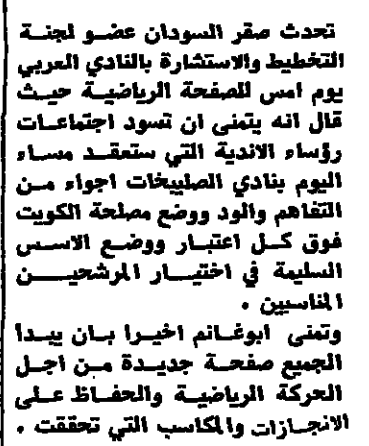 تحدث صقر السودان عضو لجنة
التخطيط والاستشارة بالنادي العربي
يوم امس للصفحة الرياضية حيث
قال انه يتمنى ان تسود اجتماعات
رؤساء الاندية التي ستعقد مساء
اليوم بنادي الصليبخات اجواء من
التفاهم والود ووضع مصلحة الكويت
فوق كل اعتبار ووضع الاسس
السليمة في اختيار المرشحين
المناسبين .
وتمنى ابوغانم اخيرا بان يبدا
الجميع صفحة جديدة من اجل
الحركة الرياضية والحفاظ على
الانجازات والمكاسب التي تحققت .